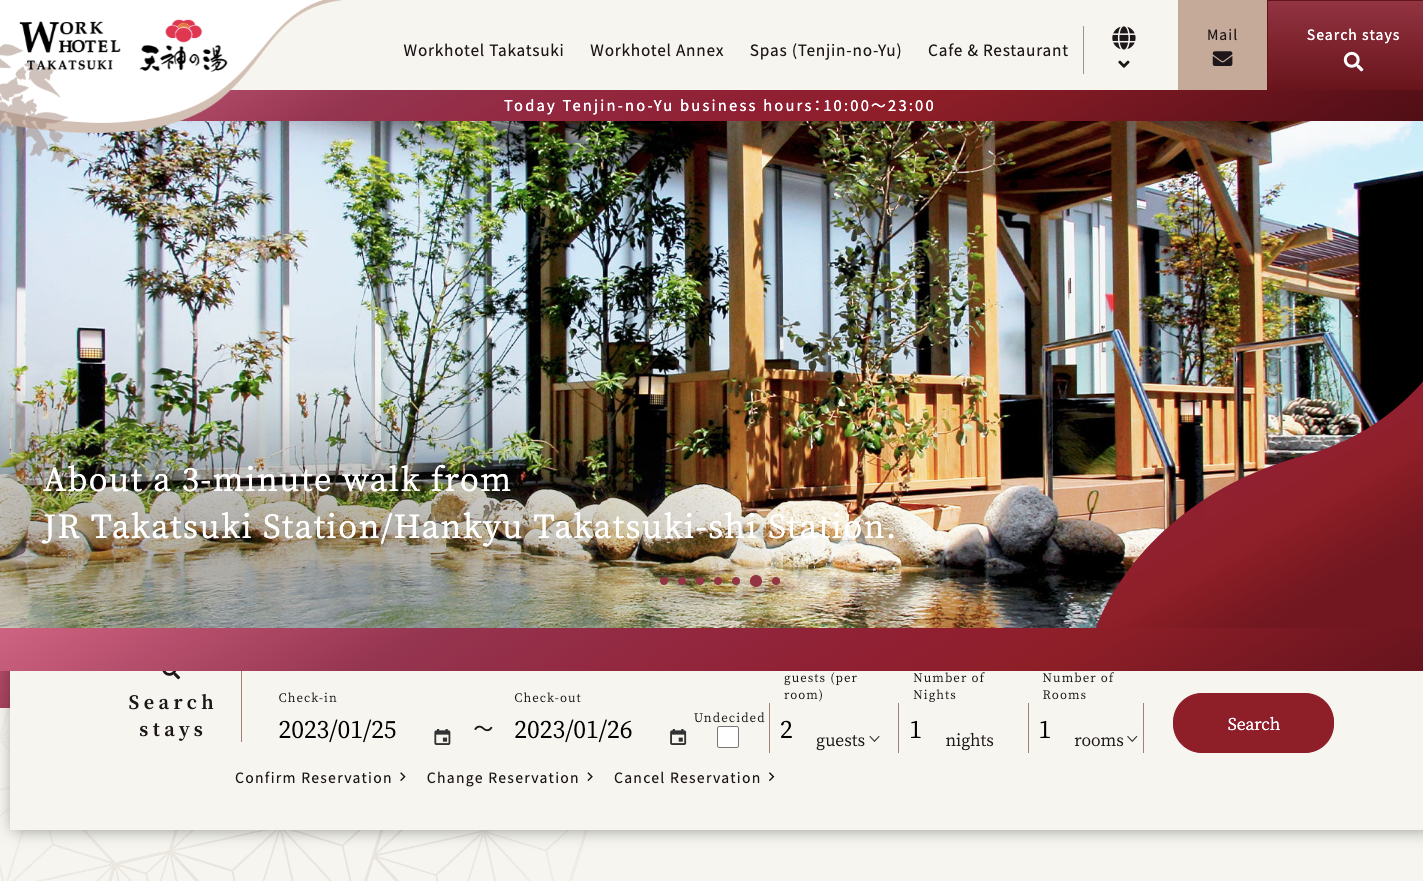 WORK
HOTEL
TAKATSUKI
天神の湯
Workhotel Takatsuki
Workhotel Annex
Spas (Tenjin-no-Yu)
Cafe & Restaurant
Mail
Search stays
Today Tenjin-no-Yu business hours：10:00〜23:00
About a 3-minute walk from
JR Takatsuki Station/Hankyu Takatsuki-shi Station.
Search
stays
Check-in
2023/01/25
〜
Check-out
2023/01/26
Undecided
guests (per
room)
2 guests
Number of
Nights
1 nights
Number of
Rooms
1 rooms
Search
Confirm Reservation
Change Reservation
Cancel Reservation